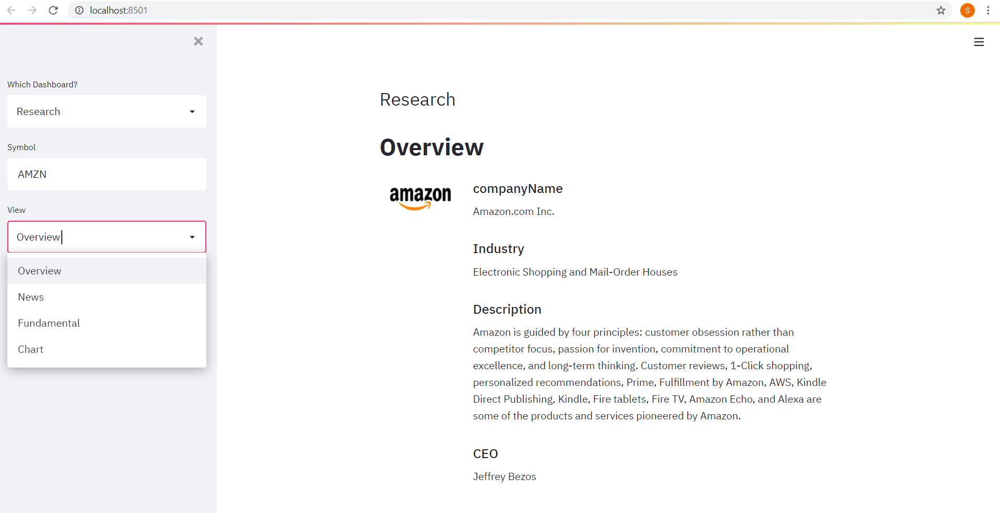 localhost:8501
S
Which Dashboard?
Research
Symbol
AMZN
View
Overview
Overview
News
Fundamental
Chart
Research
Overview
amazon
companyName
Amazon.com Inc.
Industry
Electronic Shopping and Mail-Order Houses
Description
Amazon is guided by four principles: customer obsession rather than
competitor focus, passion for invention, commitment to operational
excellence, and long-term thinking. Customer reviews, 1-Click shopping,
personalized recommendations, Prime, Fulfillment by Amazon, AWS, Kindle
Direct Publishing, Kindle, Fire tablets, Fire TV, Amazon Echo, and Alexa are
some of the products and services pioneered by Amazon.
CEO
Jeffrey Bezos